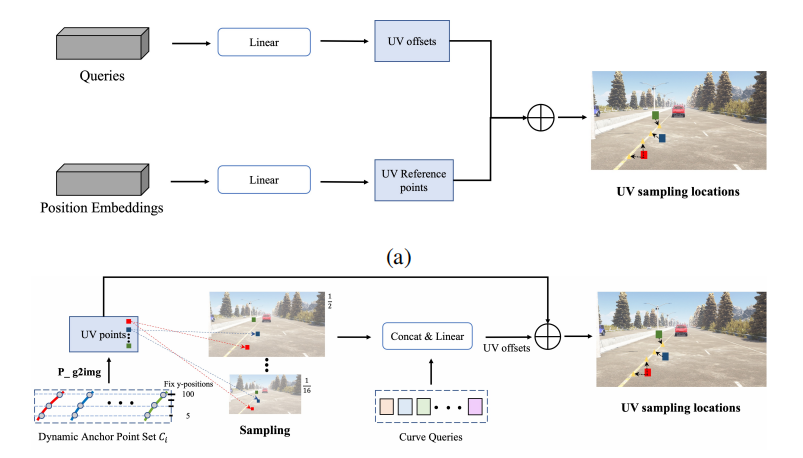 Queries
Linear
UV offsets
Position Embeddings
Linear
UV Reference
points
UV sampling locations
(a)
UV points
P_ g2img
Fix y-positions
100
5
Dynamic Anchor Point Set C_i
1/2
1/16
Sampling
Concat & Linear
Curve Queries
UV offsets
UV sampling locations